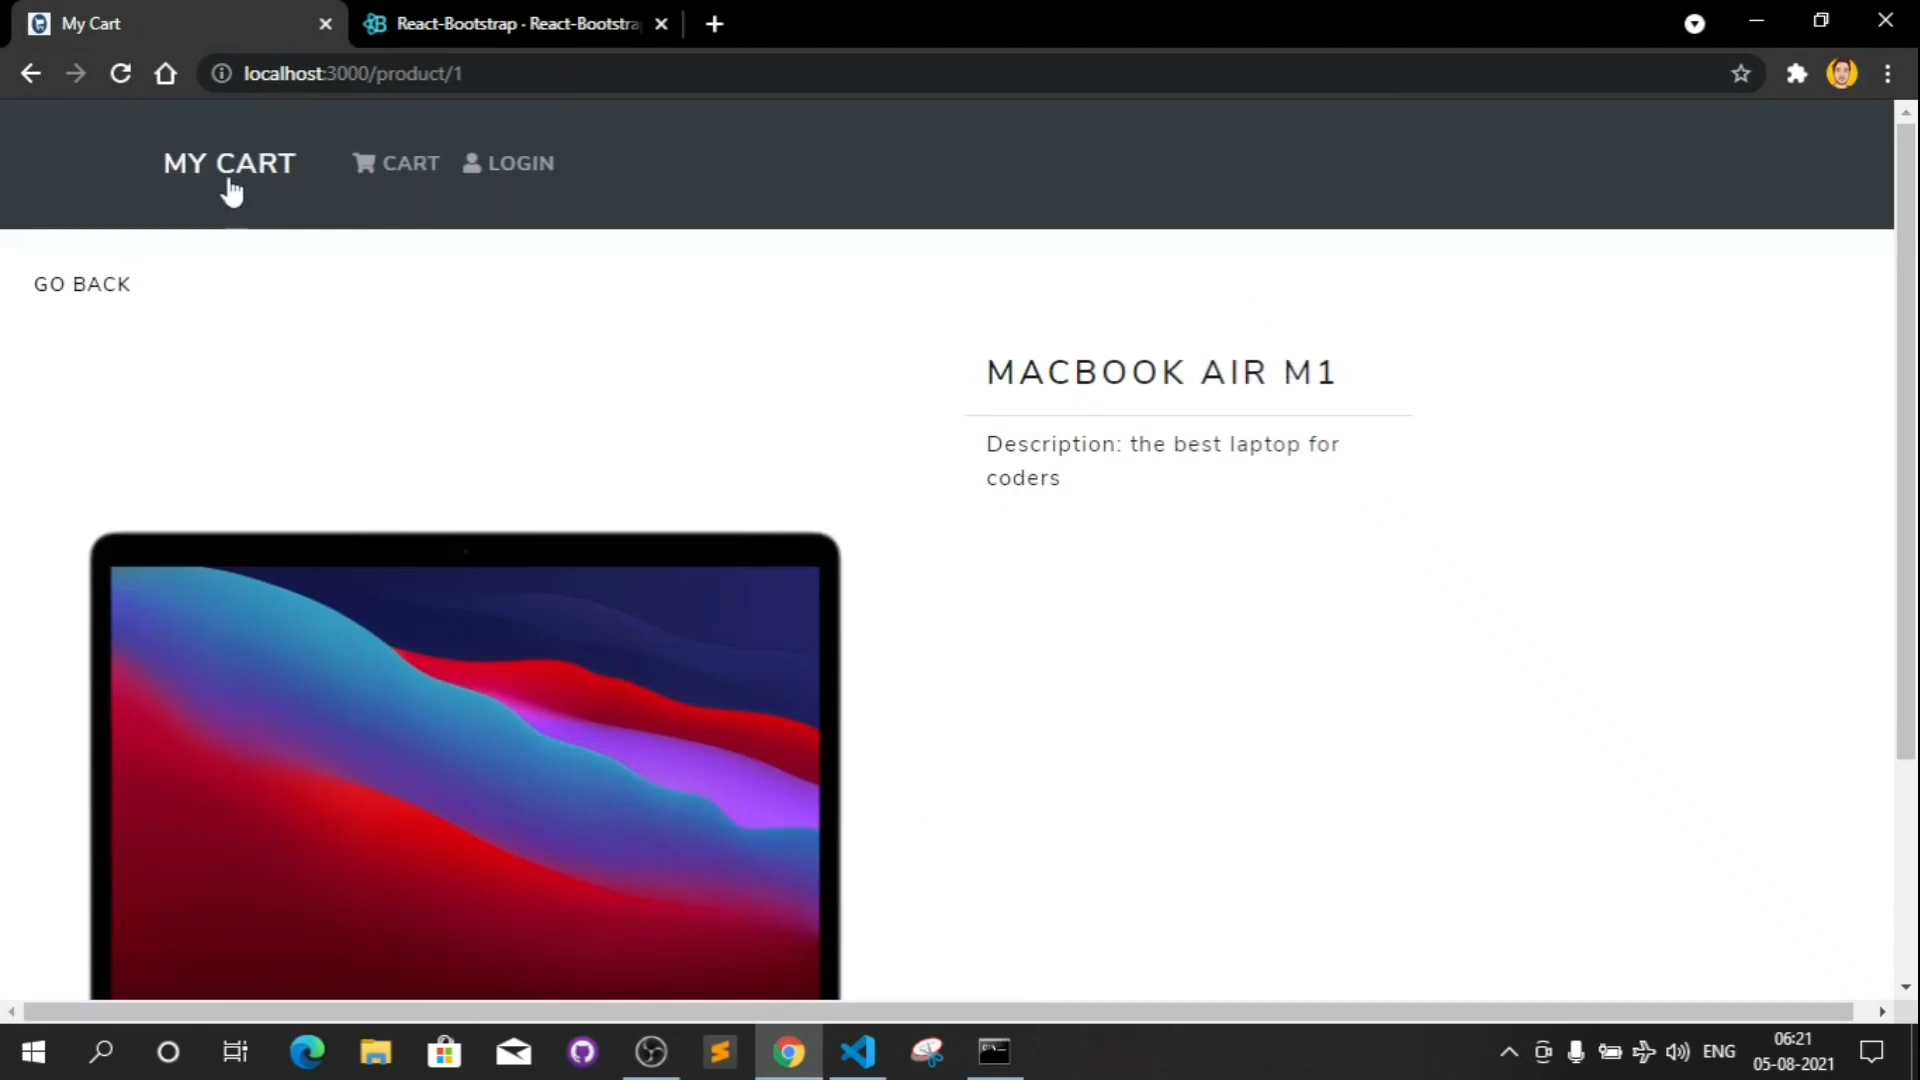 My Cart
React-Bootstrap · React-Bootstra
localhost:3000/product/1
MY CART
CART
LOGIN
GO BACK
MACBOOK AIR M1
Description: the best laptop for
coders
ENG
06:21
05-08-2021